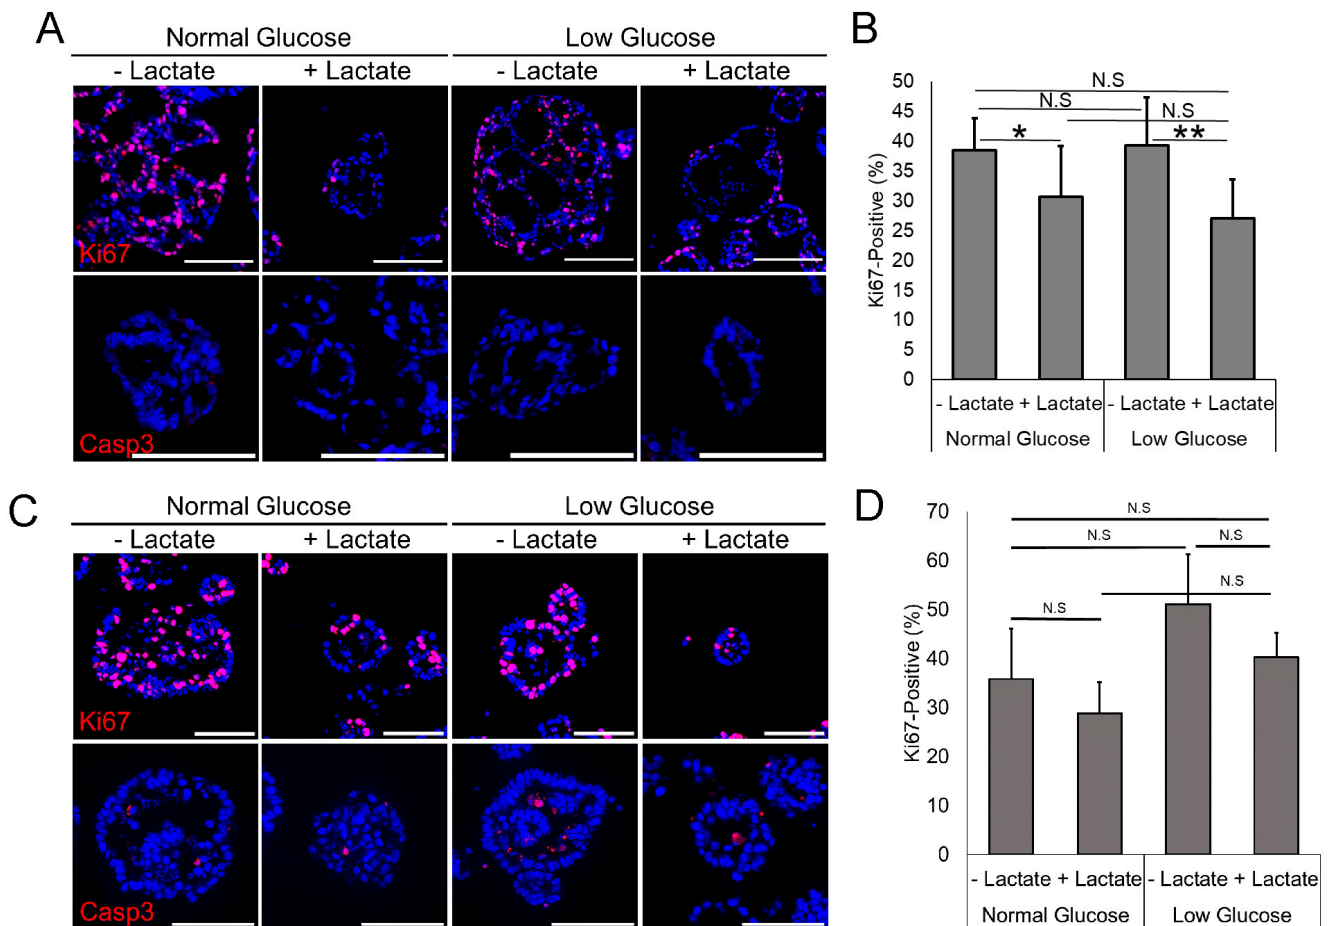 A
Normal Glucose
Low Glucose
- Lactate
+ Lactate
- Lactate
+ Lactate
Ki67
Casp3
B
50
45
40
35
30
25
20
15
10
5
0
Ki67-Positive (%)
N.S
N.S
N.S
*
**
- Lactate + Lactate
- Lactate + Lactate
Normal Glucose
Low Glucose
C
Normal Glucose
Low Glucose
- Lactate
+ Lactate
- Lactate
+ Lactate
Ki67
Casp3
D
70
60
50
40
30
20
10
0
Ki67-Positive (%)
N.S
N.S
N.S
N.S
N.S
- Lactate + Lactate
- Lactate + Lactate
Normal Glucose
Low Glucose